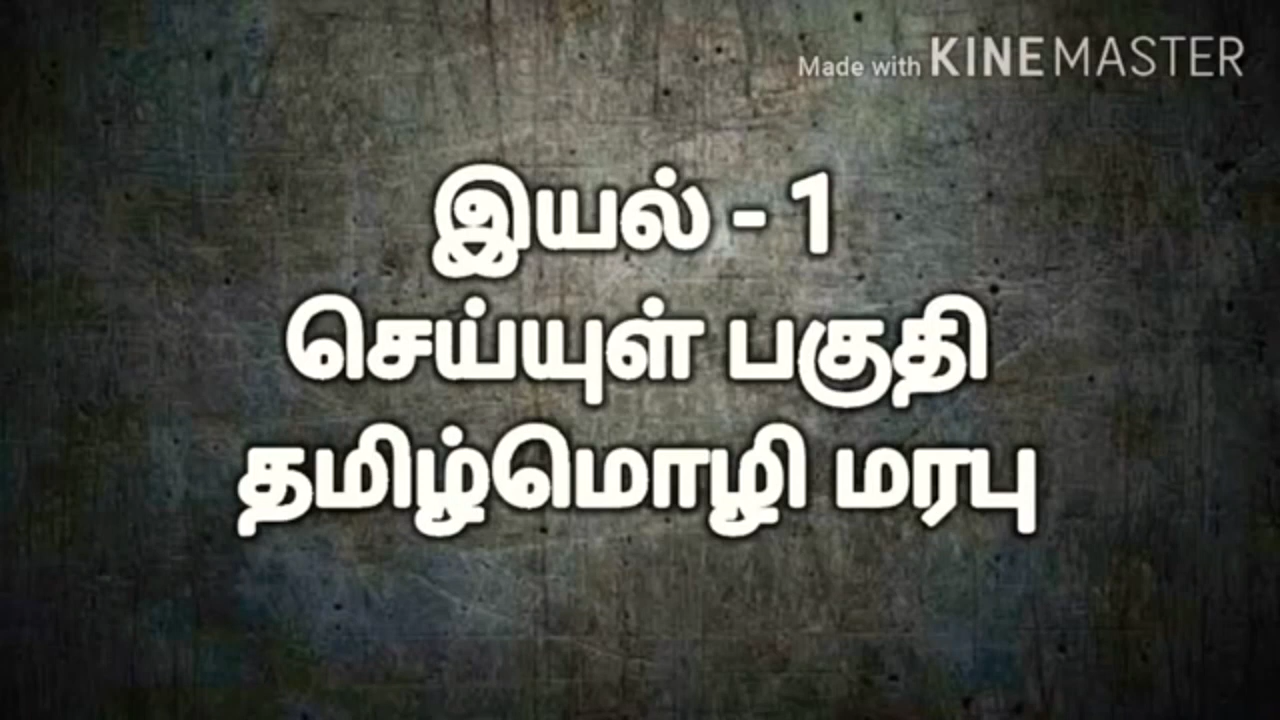 Made with KINEMASTER
இயல் - 1
செய்யுள் பகுதி
தமிழ்மொழி மரபு